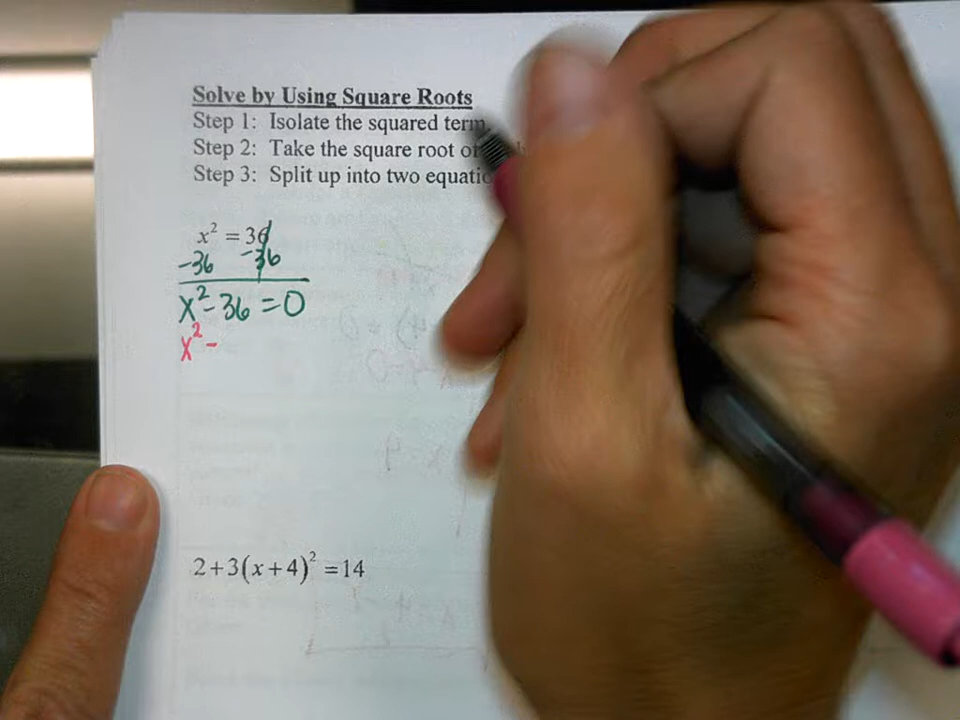 Solve by Using Square Roots
Step 1: Isolate the squared term.
Step 2: Take the square root of
Step 3: Split up into two
x² = 36
-36 -36
x² - 36 = 0
x² -
2+3(x+4)² = 14